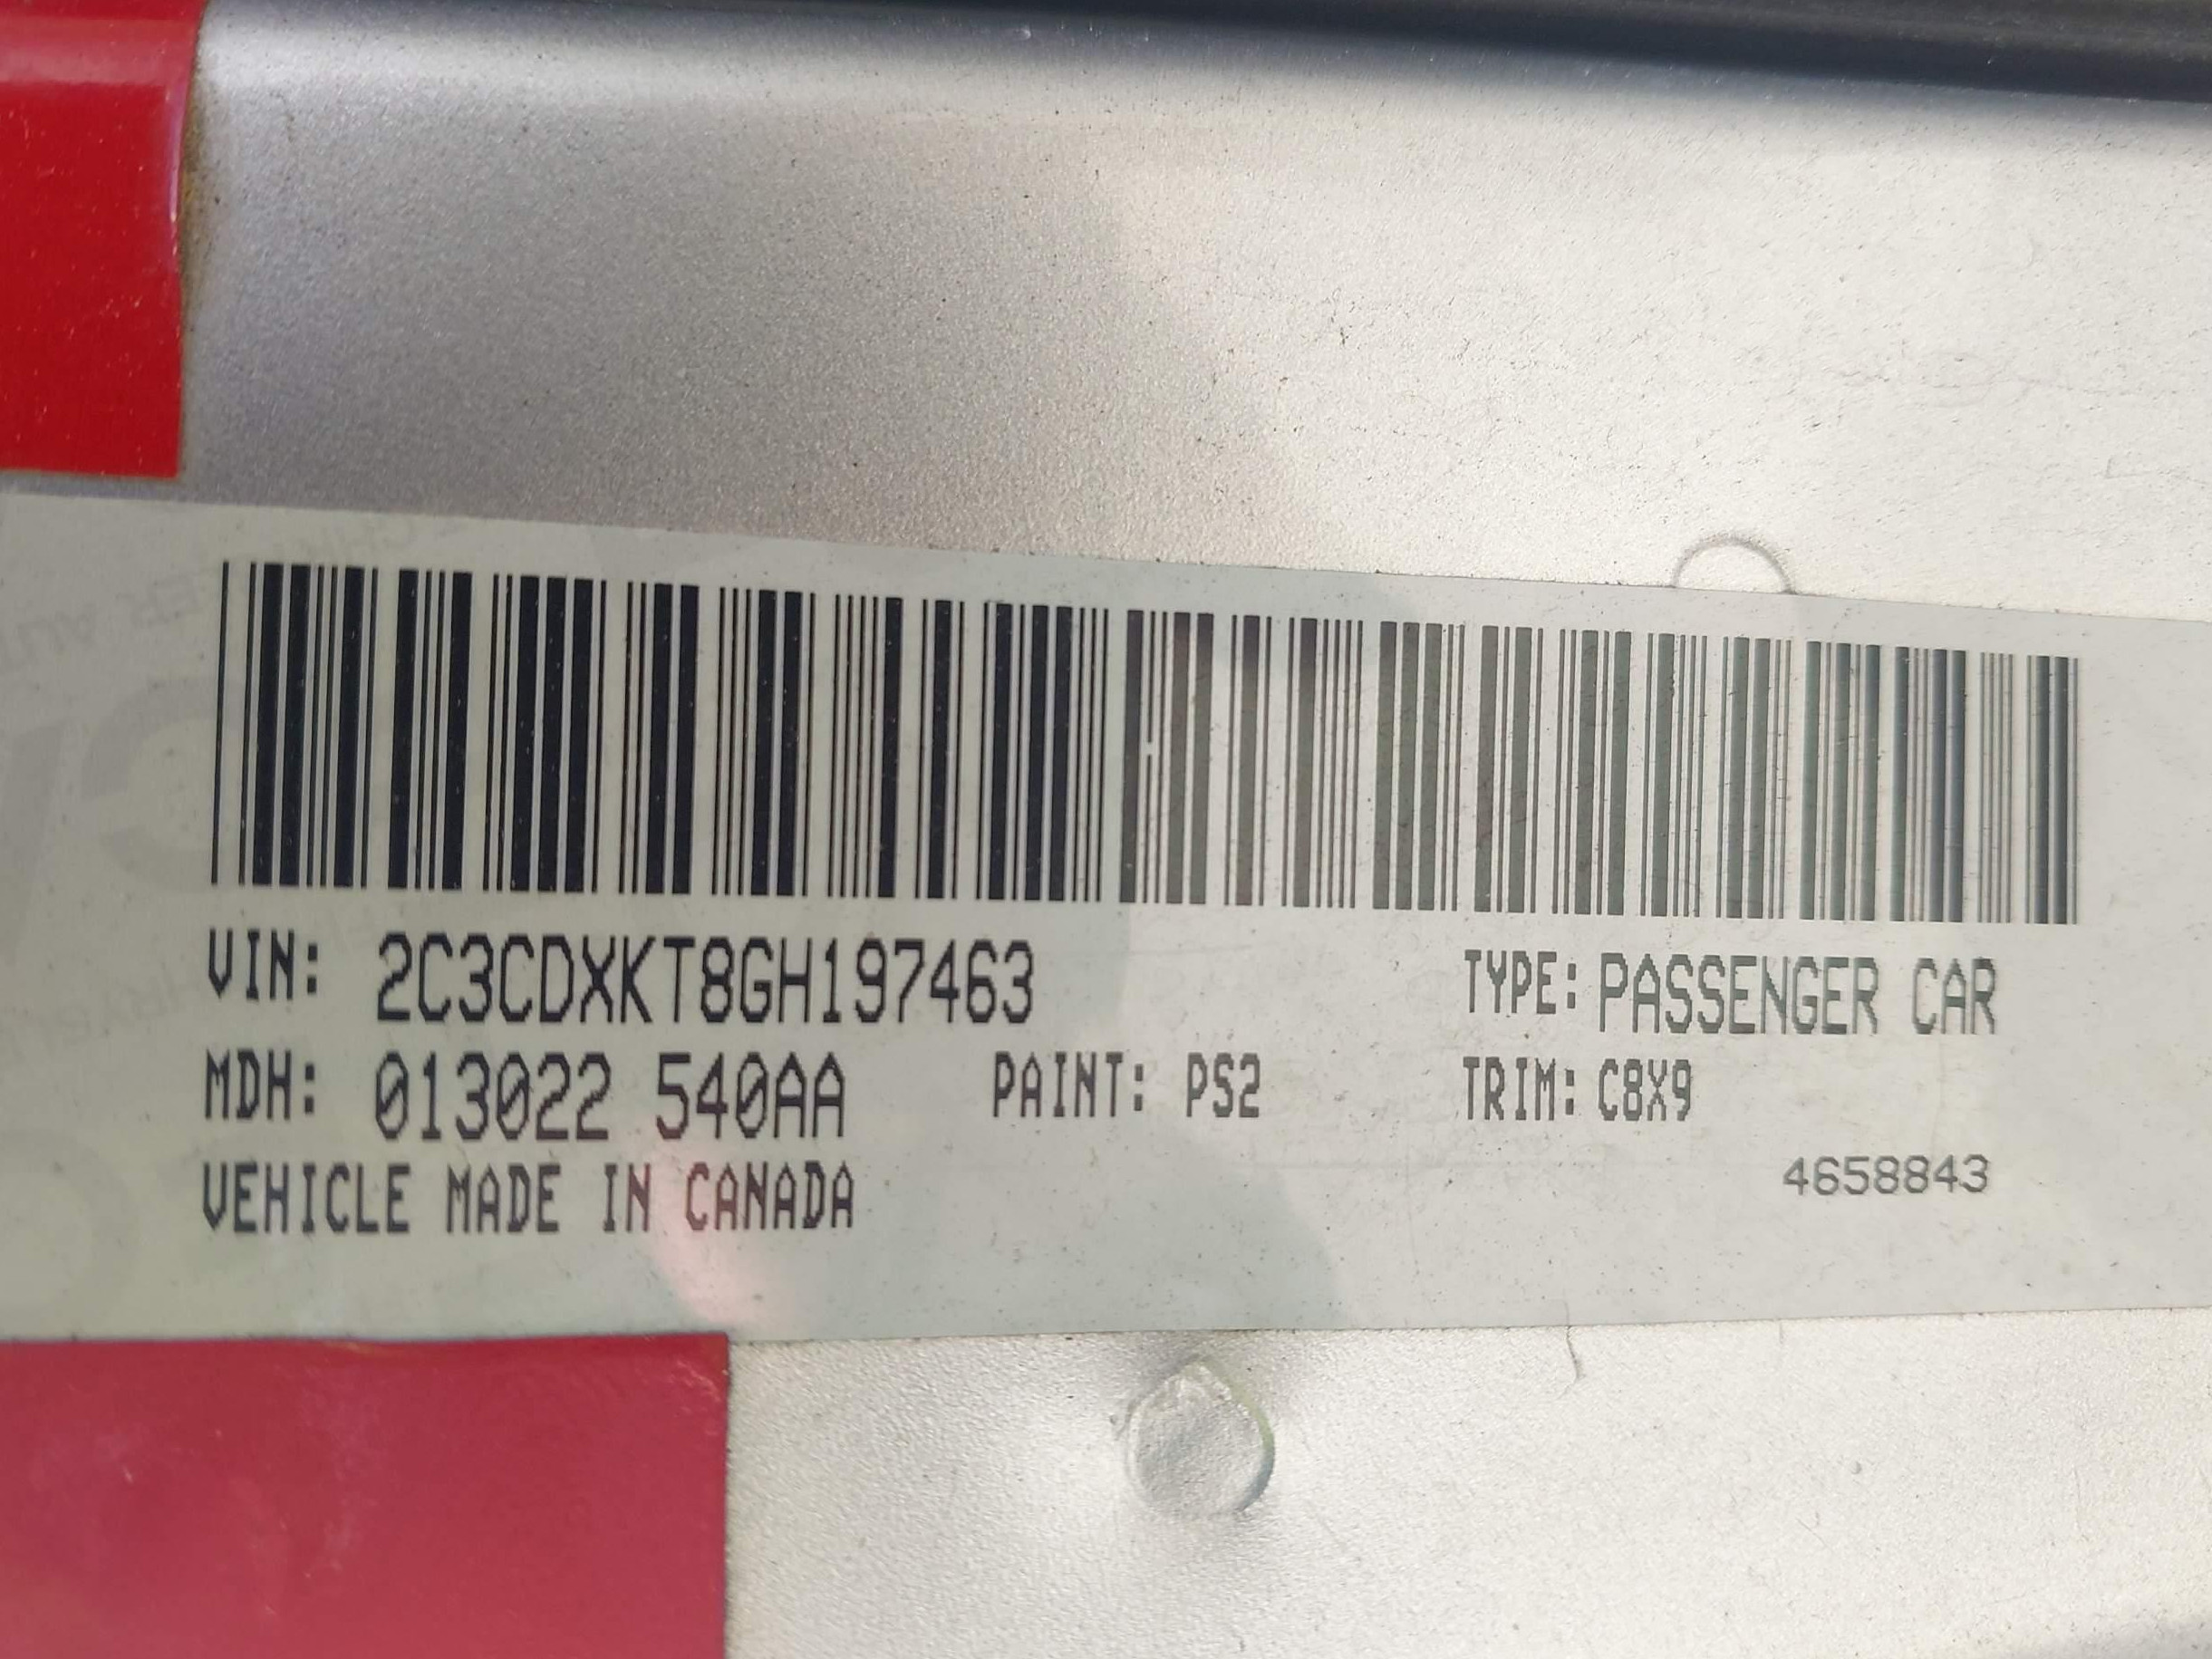 VIN: 2C3CDXKT8GH197463 TYPE: PASSENGER CAR
MDH: 013022 540AA PAINT: PS2 TRIM: C8X9
VEHICLE MADE IN CANADA 4658843